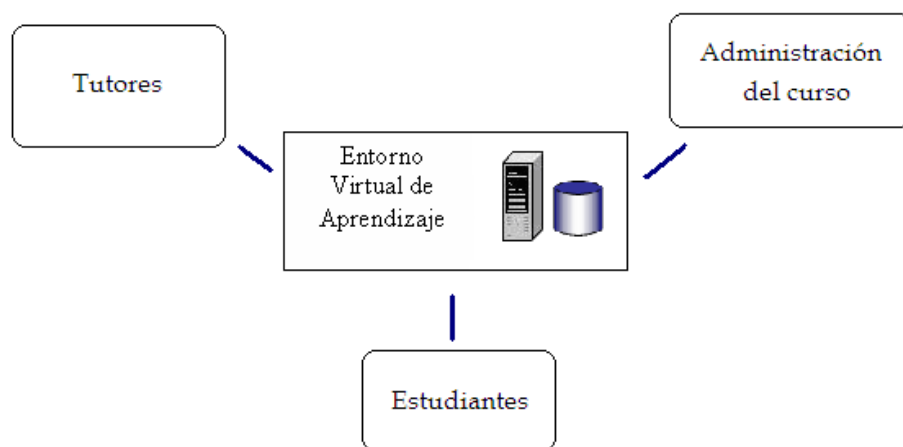 Tutores
Administración
del curso
Entorno
Virtual de
Aprendizaje
Estudiantes